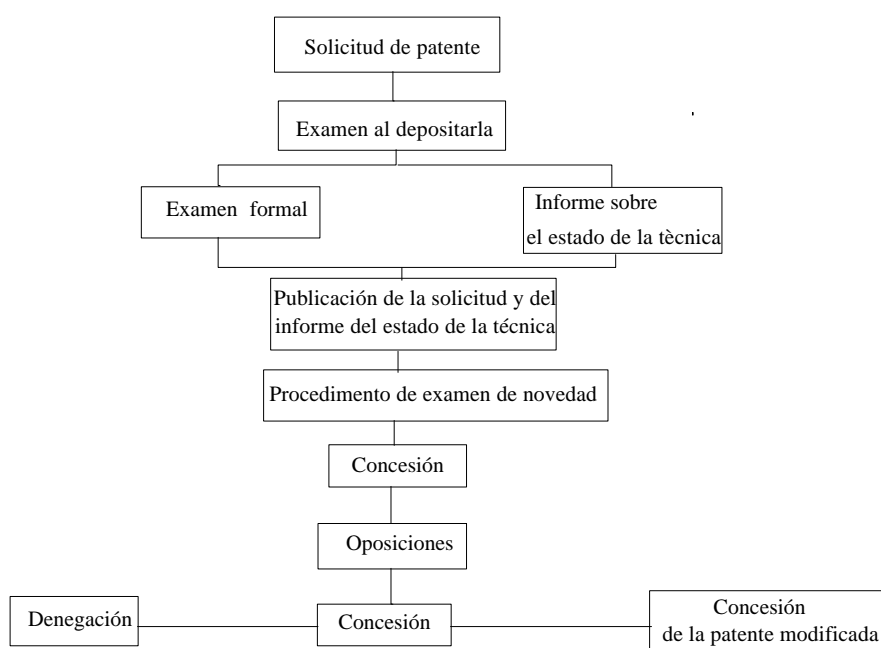 Solicitud de patente
Examen al depositarla
Examen formal
Informe sobre
el estado de la tècnica
Publicación de la solicitud y del
informe del estado de la técnica
Procedimento de examen de novedad
Concesión
Oposiciones
Denegación
Concesión
Concesión
de la patente modificada